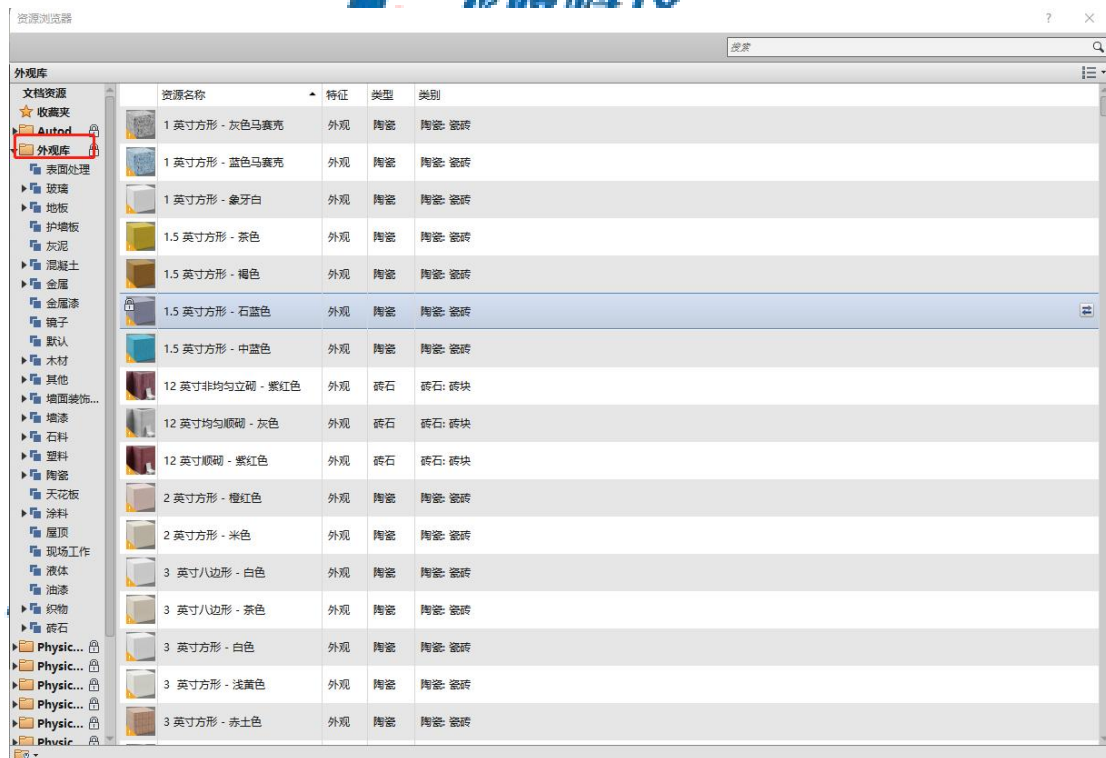 资源浏览器
搜索
外观库
文档资源
收藏夹
Autod
外观库
表面处理
玻璃
地板
护墙板
灰泥
混凝土
金属
金属漆
镜子
默认
木材
其他
墙面装饰...
墙漆
石料
塑料
陶瓷
天花板
涂料
屋顶
现场工作
液体
油漆
织物
砖石
Physic...
Physic...
Physic...
Physic...
Physic...
Physic
资源名称 特征 类型 类别
1 英寸方形 - 灰色马赛克 外观 陶瓷 陶瓷: 瓷砖
1 英寸方形 - 蓝色马赛克 外观 陶瓷 陶瓷: 瓷砖
1 英寸方形 - 象牙白 外观 陶瓷 陶瓷: 瓷砖
1.5 英寸方形 - 茶色 外观 陶瓷 陶瓷: 瓷砖
1.5 英寸方形 - 褐色 外观 陶瓷 陶瓷: 瓷砖
1.5 英寸方形 - 石蓝色 外观 陶瓷 陶瓷: 瓷砖
1.5 英寸方形 - 中蓝色 外观 陶瓷 陶瓷: 瓷砖
12 英寸非均匀立砌 - 紫红色 外观 砖石 砖石: 砖块
12 英寸均匀顺砌 - 灰色 外观 砖石 砖石: 砖块
12 英寸顺砌 - 紫红色 外观 砖石 砖石: 砖块
2 英寸方形 - 橙红色 外观 陶瓷 陶瓷: 瓷砖
2 英寸方形 - 米色 外观 陶瓷 陶瓷: 瓷砖
3 英寸八边形 - 白色 外观 陶瓷 陶瓷: 瓷砖
3 英寸八边形 - 茶色 外观 陶瓷 陶瓷: 瓷砖
3 英寸方形 - 白色 外观 陶瓷 陶瓷: 瓷砖
3 英寸方形 - 浅黄色 外观 陶瓷 陶瓷: 瓷砖
3 英寸方形 - 赤土色 外观 陶瓷 陶瓷: 瓷砖